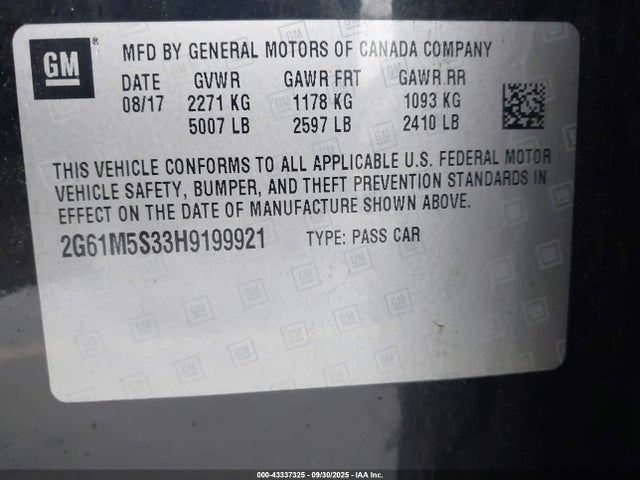 GM ®
MFD BY GENERAL MOTORS OF CANADA COMPANY
DATE GVWR GAWR FRT GAWR RR
08/17 2271 KG 1178 KG 1093 KG
5007 LB 2597 LB 2410 LB
THIS VEHICLE CONFORMS TO ALL APPLICABLE U.S. FEDERAL MOTOR
VEHICLE SAFETY, BUMPER, AND THEFT PREVENTION STANDARDS IN
EFFECT ON THE DATE OF MANUFACTURE SHOWN ABOVE.
2G61M5S33H9199921 TYPE: PASS CAR
000-43337325 - 09/30/2025 - IAA Inc.